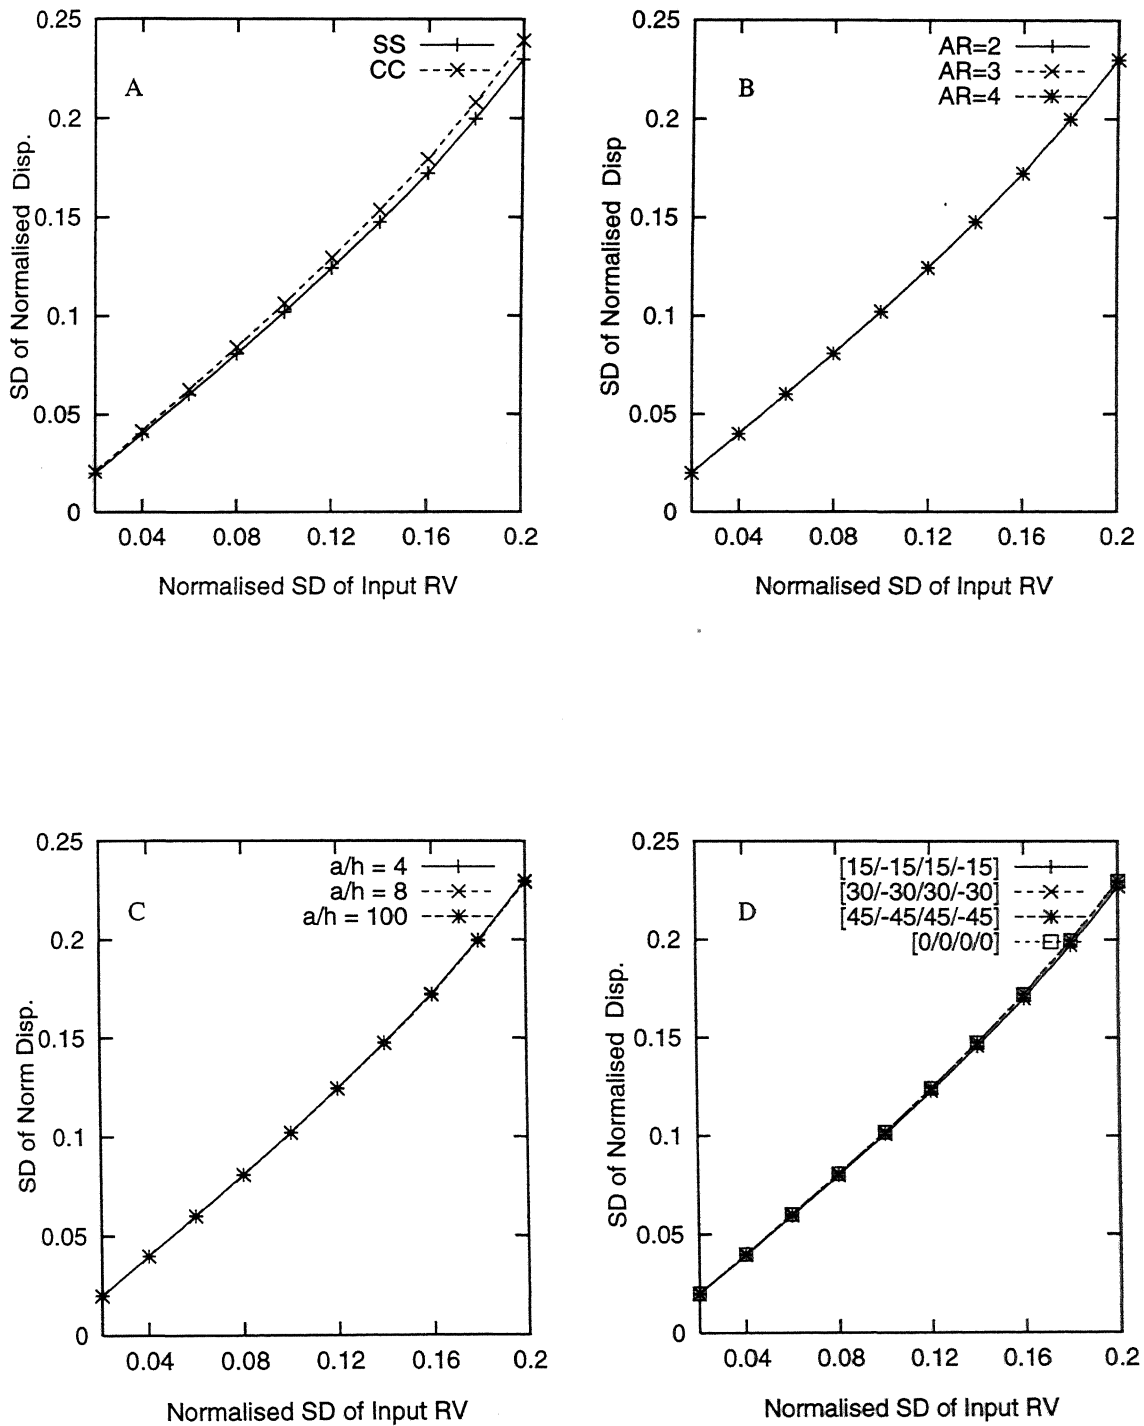 0.25
0.2
0.15
0.1
0.05
0
SD of Normalised Disp.
A
SS
CC
0.04 0.08 0.12 0.16 0.2
Normalised SD of Input RV
0.25
0.2
0.15
0.1
0.05
0
SD of Normalised Disp
B
AR=2
AR=3
AR=4
0.04 0.08 0.12 0.16 0.2
Normalised SD of Input RV
0.25
0.2
0.15
0.1
0.05
0
SD of Norm Disp.
C
a/h = 4
a/h = 8
a/h = 100
0.04 0.08 0.12 0.16 0.2
Normalised SD of Input RV
0.25
0.2
0.15
0.1
0.05
0
SD of Normalised Disp.
D
[15/-15/15/-15]
[30/-30/30/-30]
[45/-45/45/-45]
[0/0/0/0]
0.04 0.08 0.12 0.16 0.2
Normalised SD of Input RV